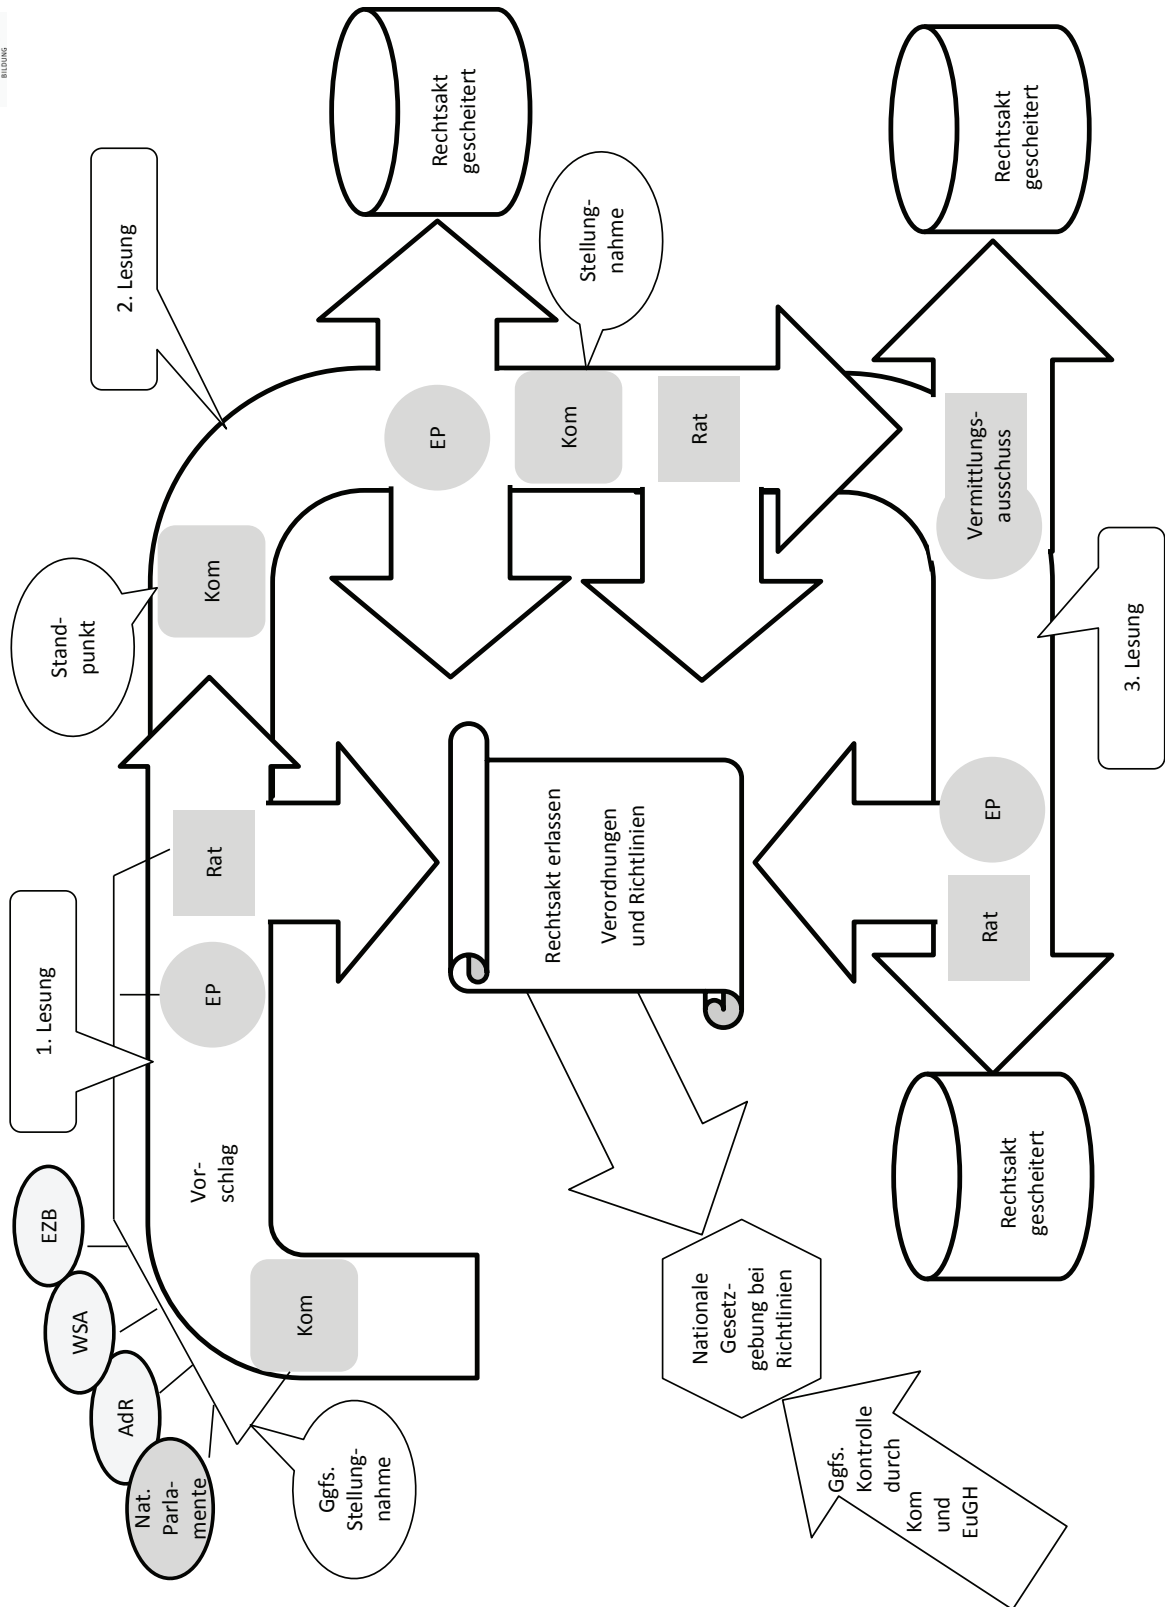 BILDUNG
1. Lesung
2. Lesung
Stand-
punkt
EZB
WSA
AdR
Nat.
Parla-
mente
Ggfs.
Stellung-
nahme
Kom
Vor-
schlag
EP
Rat
Kom
EP
Kom
Rat
Stellung-
nahme
Rechtsakt
gescheitert
Rechtsakt erlassen
Verordnungen
und Richtlinien
Nationale
Gesetz-
gebung bei
Richtlinien
Ggfs.
Kontrolle
durch
Kom
und
EuGH
Rechtsakt
gescheitert
Rat
EP
Vermittlungs-
ausschuss
Rechtsakt
gescheitert
3. Lesung